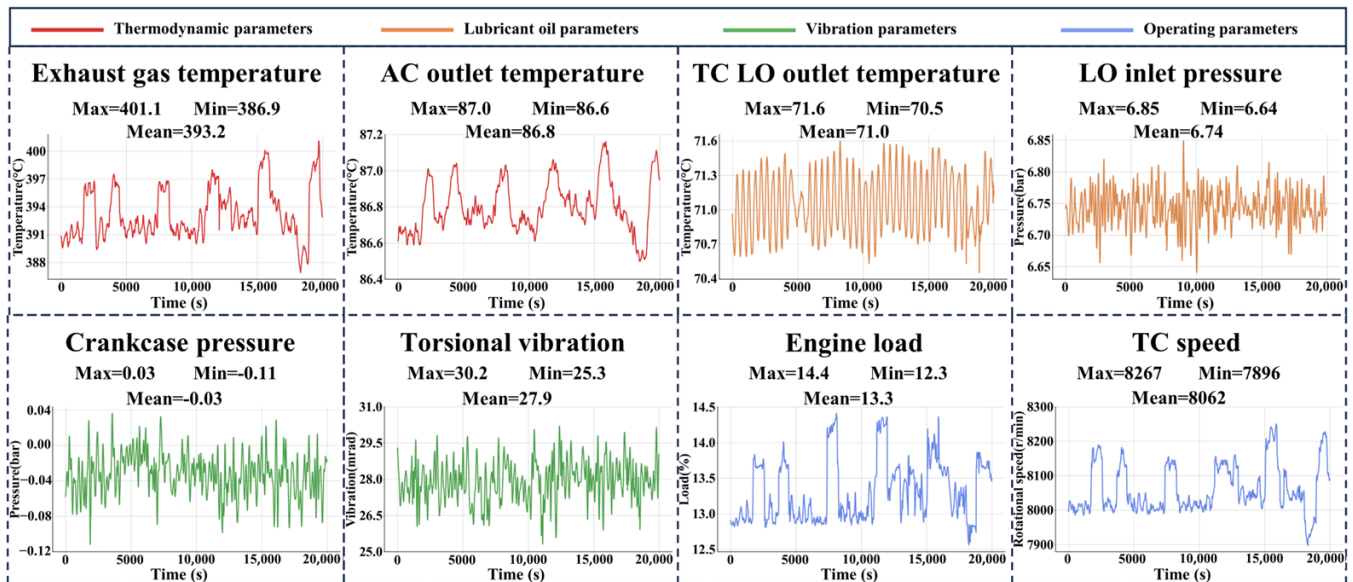 Thermodynamic parameters Lubricant oil parameters Vibration parameters Operating parameters
Exhaust gas temperature
Max=401.1 Min=386.9
Mean=393.2
Temperature(°C)
400
397
394
391
388
0 5000 10,000 15,000 20,000
Time (s)
AC outlet temperature
Max=87.0 Min=86.6
Mean=86.8
Temperature(°C)
87.2
87.0
86.8
86.6
86.4
0 5000 10,000 15,000 20,000
Time (s)
TC LO outlet temperature
Max=71.6 Min=70.5
Mean=71.0
Temperature(°C)
71.6
71.3
71.0
70.7
70.4
0 5000 10,000 15,000 20,000
Time (s)
LO inlet pressure
Max=6.85 Min=6.64
Mean=6.74
Pressure(bar)
6.85
6.80
6.75
6.70
6.65
0 5000 10,000 15,000 20,000
Time (s)
Crankcase pressure
Max=0.03 Min=-0.11
Mean=-0.03
Pressure(bar)
0.04
0.00
−0.04
−0.08
−0.12
0 5000 10,000 15,000 20,000
Time (s)
Torsional vibration
Max=30.2 Min=25.3
Mean=27.9
Vibration(mrad)
31.0
29.5
28.0
26.5
25.0
0 5000 10,000 15,000 20,000
Time (s)
Engine load
Max=14.4 Min=12.3
Mean=13.3
Load(%)
14.5
14.0
13.5
13.0
12.5
0 5000 10,000 15,000 20,000
Time (s)
TC speed
Max=8267 Min=7896
Mean=8062
Rotational speed(r/min)
8300
8200
8100
8000
7900
0 5000 10,000 15,000 20,000
Time (s)